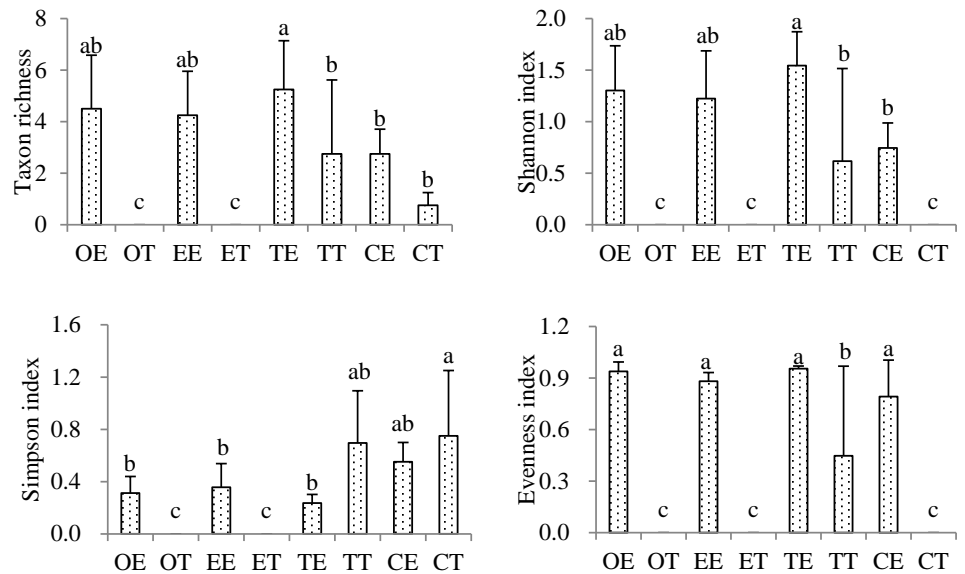 Taxon richness
8
6
4
2
0
ab c ab c a b b b
OE OT EE ET TE TT CE CT
Shannon index
2.0
1.5
1.0
0.5
0.0
ab c ab c a b b c
OE OT EE ET TE TT CE CT
Simpson index
1.6
1.2
0.8
0.4
0.0
b c b c b ab ab a
OE OT EE ET TE TT CE CT
Evenness index
1.2
0.9
0.6
0.3
0.0
a c a c a b a c
OE OT EE ET TE TT CE CT